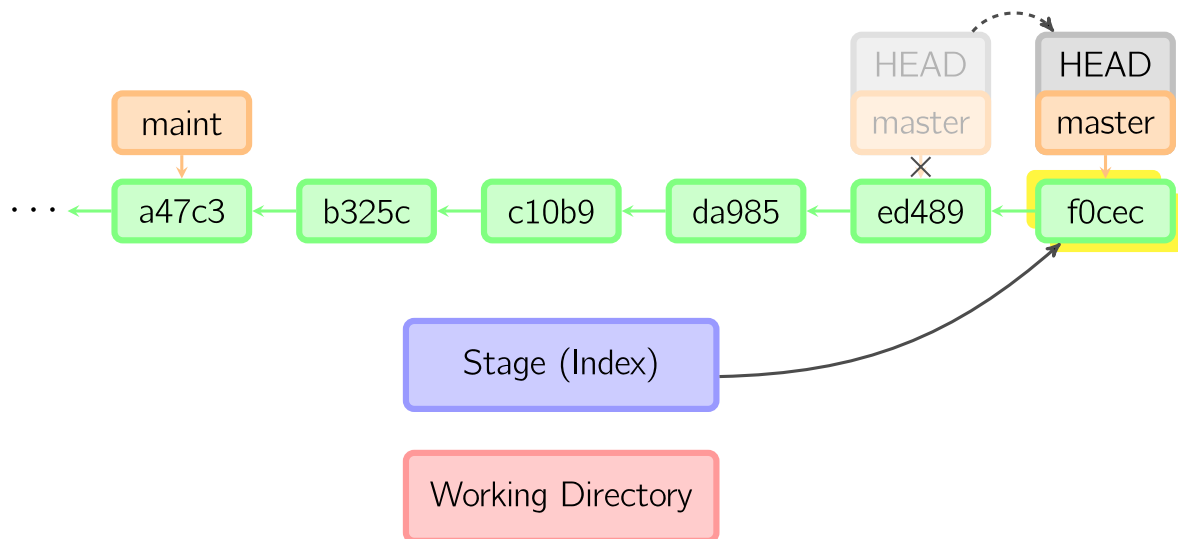 HEAD HEAD
maint master master
··· a47c3 b325c c10b9 da985 ed489 f0cec
Stage (Index)
Working Directory